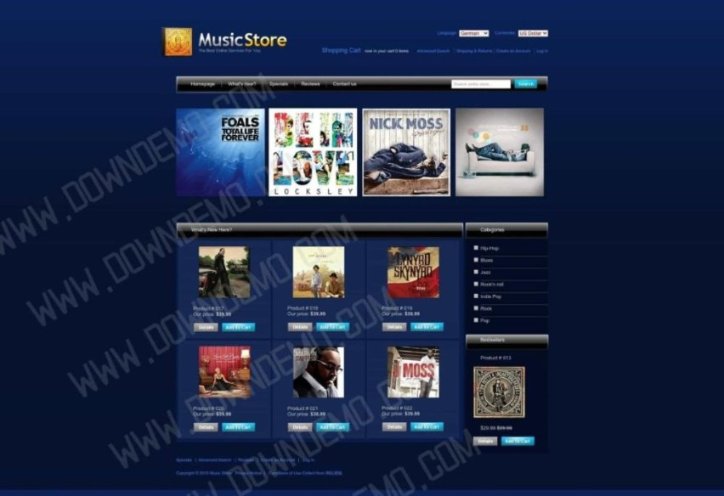 Language: German Currencies: US Dollar
MusicStore
The Best Online Services For You
Shopping Cart now in your cart 0 items Advanced Search | Shipping & Returns | Create an Account | Log In
Homepage | What's New? | Specials | Reviews | Contact us
Search
FOALS
TOTAL LIFE
FOREVER
BE IN
LOVE
LOCKSLEY
NICK MOSS
What's New Here?
Categories
Hip-Hop
Blues
Jazz
Rock'n-roll
Indie Pop
Rock
Pop
LYNYRD
SKYNYRD
Product # 018
Product # 019
Our price: $39.99
Our price: $39.99
Our price: $39.99
Details Add To Cart
Details Add To Cart
Details Add To Cart
Bestsellers
Product # 013
MOSS
Product # 020
Product # 021
Product # 022
Our price: $39.99
Our price: $39.99
Our price: $39.99
Details Add To Cart
Details Add To Cart
Details Add To Cart
$29.99 $39.99
Details Add To Cart
Specials | Advanced Search | Reviews | Create an Account | Log In
WWW.DOWNDEMO.COM
WWW.DOWNDEMO.COM
WWW.DOWNDEMO.COM
WWW.DOWNDEMO.COM